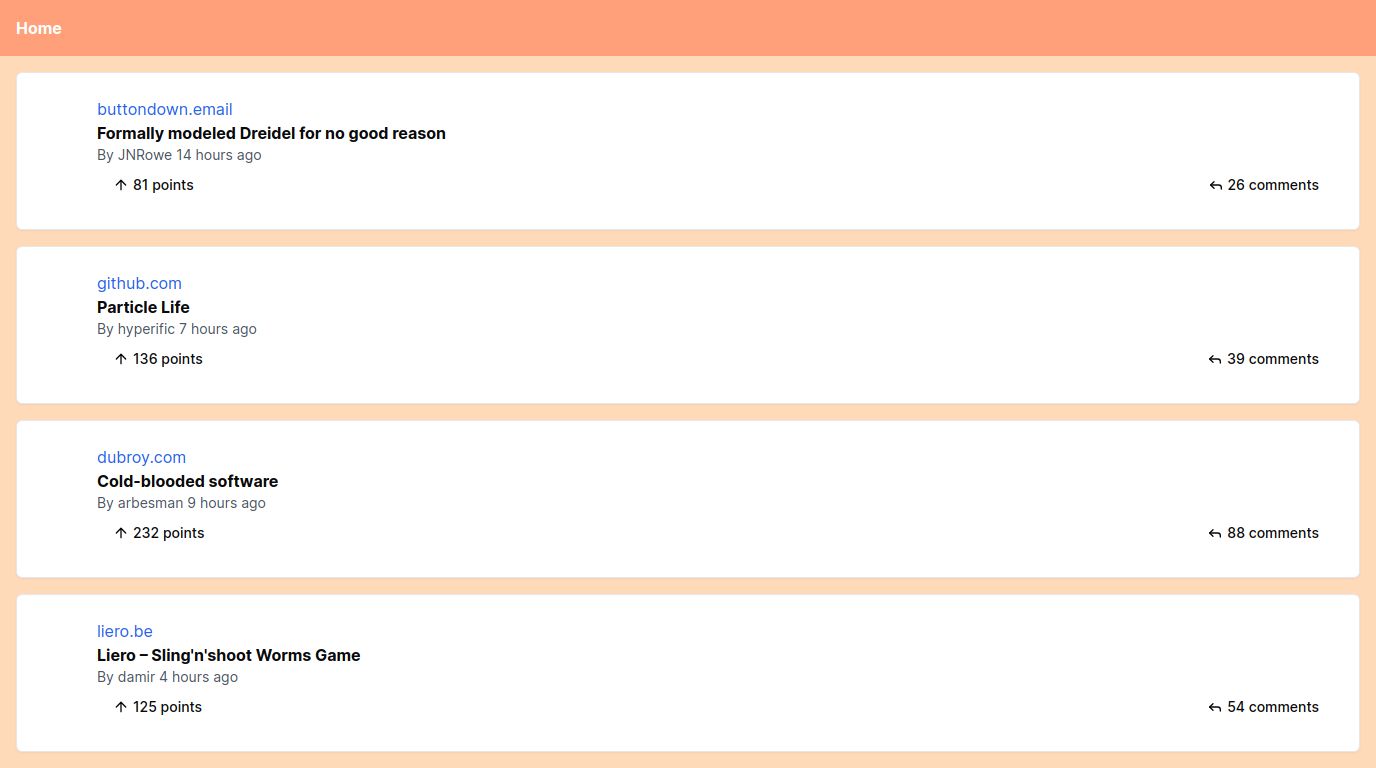 Home
buttondown.email
Formally modeled Dreidel for no good reason
By JNRowe 14 hours ago
81 points
26 comments
github.com
Particle Life
By hyperific 7 hours ago
136 points
39 comments
dubroy.com
Cold-blooded software
By arbesman 9 hours ago
232 points
88 comments
liero.be
Liero – Sling'n'shoot Worms Game
By damir 4 hours ago
125 points
54 comments